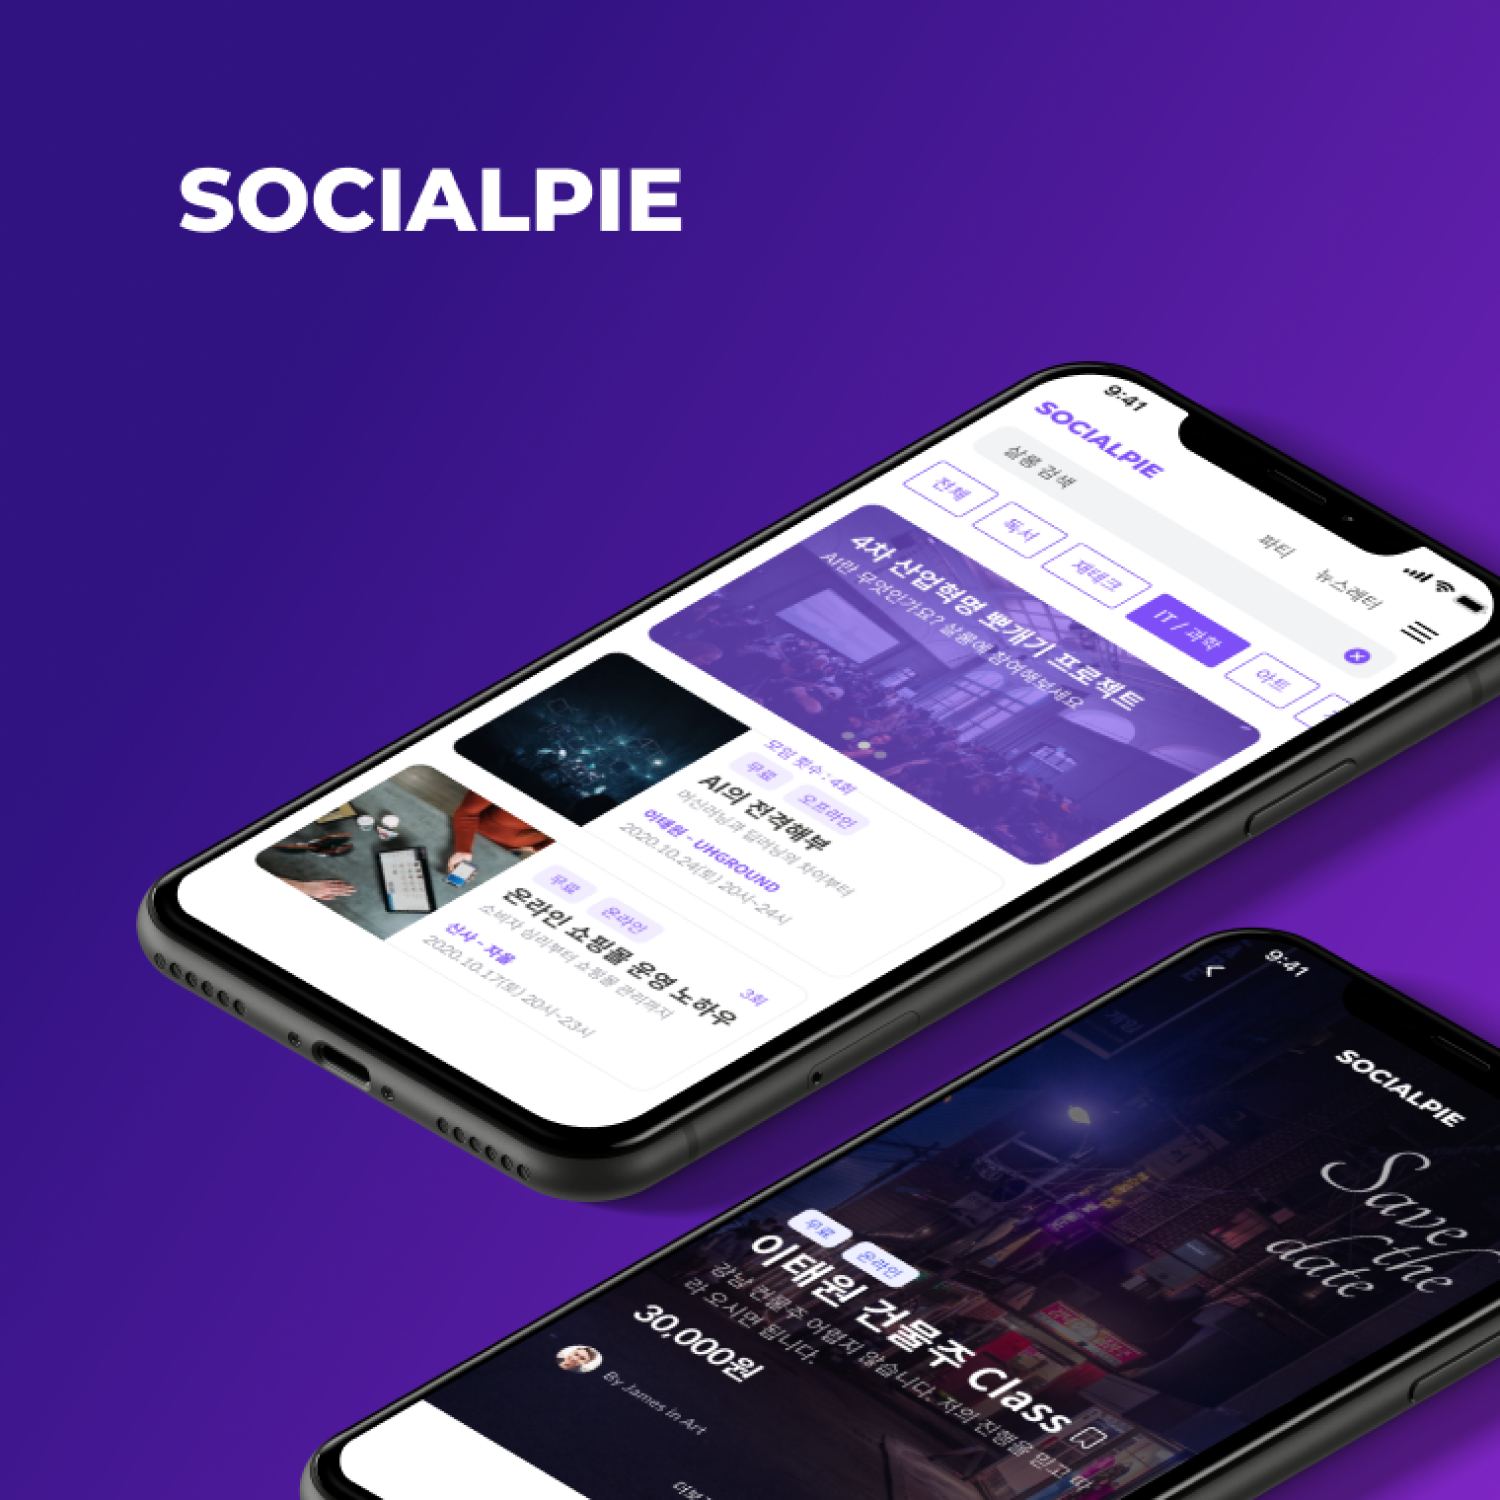 SOCIALPIE
9:41
SOCIALPIE
파티
뉴스레터
살롱 검색
전체
독서
재테크
IT / 과학
아트
4차 산업혁명 뽀개기 프로젝트
AI란 무엇인가요? 살롱에 참여해보세요
모임 횟수 : 4회
무료
오프라인
AI의 전격해부
머신러닝과 딥러닝의 차이부터
이태원 - UHGROUND
2020.10.24(토) 20시~24시
무료
온라인
온라인 쇼핑몰 운영 노하우
3회
소비자 심리부터 쇼핑몰 관리까지
신사 - 자울
2020.10.17(토) 20시~23시
9:41
SOCIALPIE
Save
the
date
무료
온라인
이태원 건물주 Class
강남 건물주 어렵지 않습니다. 저의 진행을 믿고 따
라 오시면 됩니다.
30,000원
By James in Art